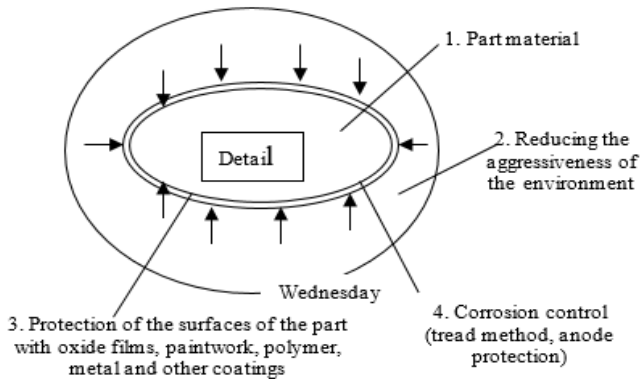 1. Part material
2. Reducing the
aggressiveness of
the environment
Detail
Wednesday
3. Protection of the surfaces of the part
with oxide films, paintwork, polymer,
metal and other coatings
4. Corrosion control
(tread method, anode
protection)